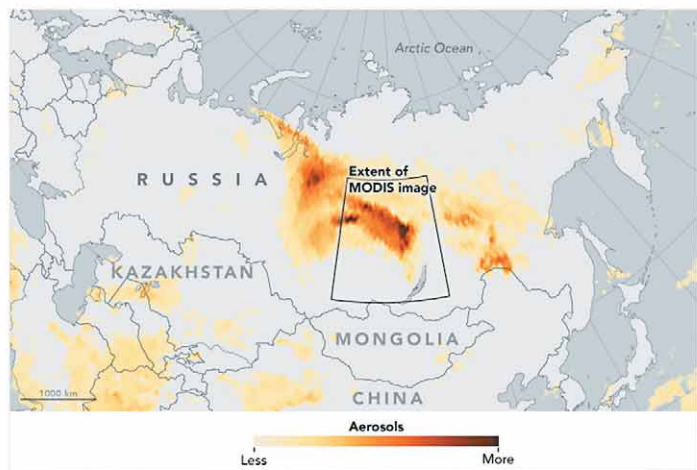 Arctic Ocean
Extent of
MODIS image
RUSSIA
KAZAKHSTAN
MONGOLIA
1000 km
CHINA
Aerosols
Less
More